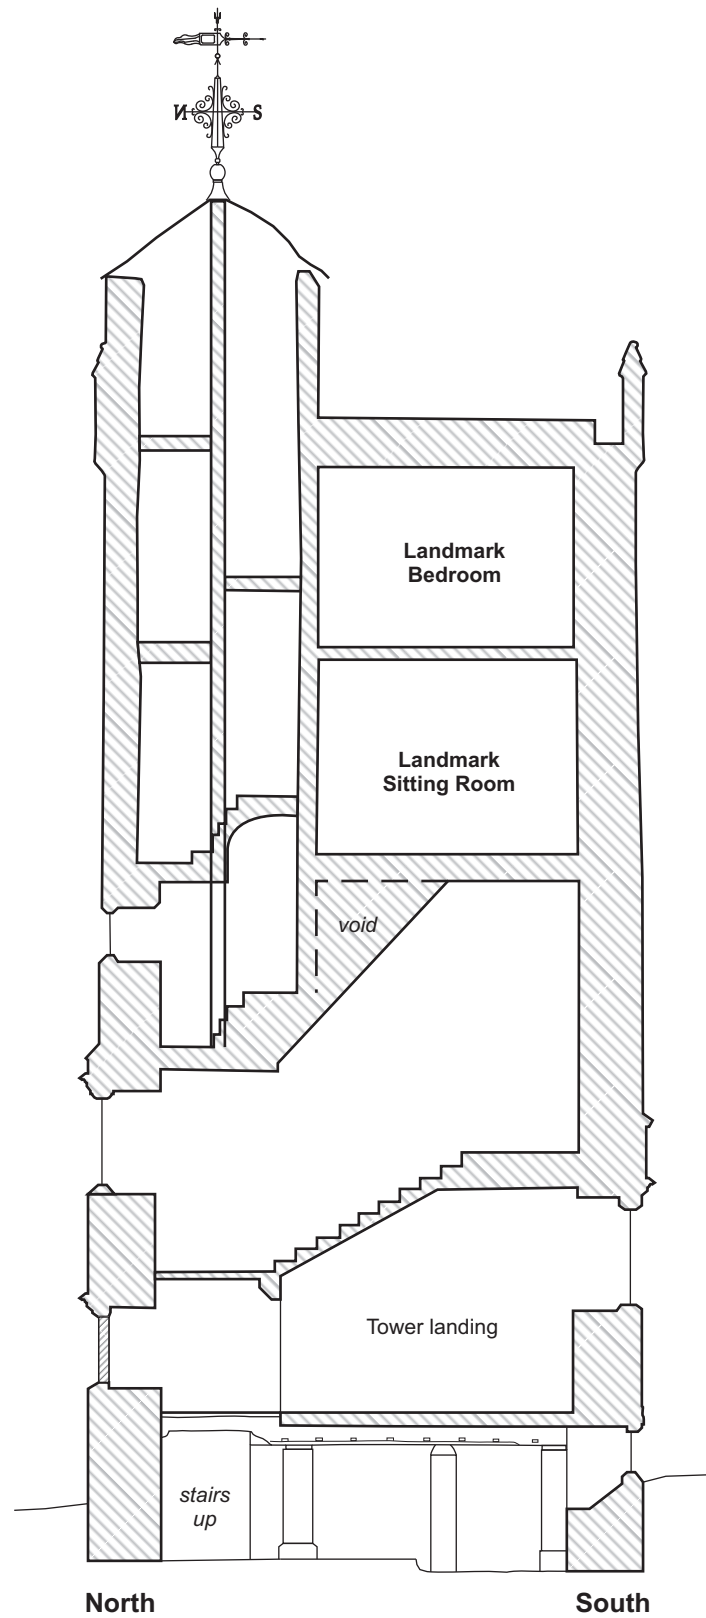 N S
Landmark
Bedroom
Landmark
Sitting Room
void
Tower landing
stairs
up
North South